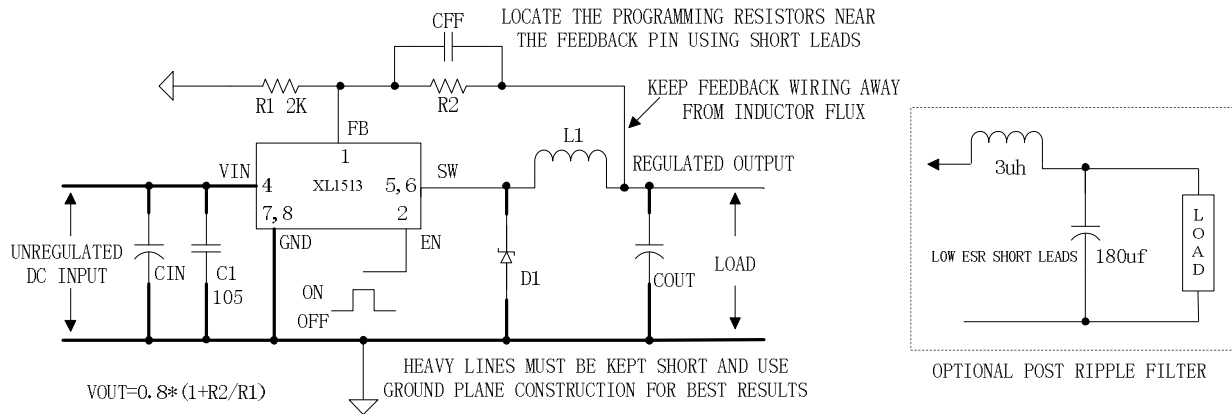 CFF
LOCATE THE PROGRAMMING RESISTORS NEAR
THE FEEDBACK PIN USING SHORT LEADS
R1 2K
R2
KEEP FEEDBACK WIRING AWAY
FROM INDUCTOR FLUX
FB
1
L1
VIN
4
XL1513
5,6
SW
REGULATED OUTPUT
7,8
2
GND
EN
UNREGULATED
DC INPUT
CIN
C1
105
D1
COUT
LOAD
ON
OFF
HEAVY LINES MUST BE KEPT SHORT AND USE
GROUND PLANE CONSTRUCTION FOR BEST RESULTS
VOUT=0.8*(1+R2/R1)
3uh
LOW ESR SHORT LEADS
180uf
LOAD
OPTIONAL POST RIPPLE FILTER